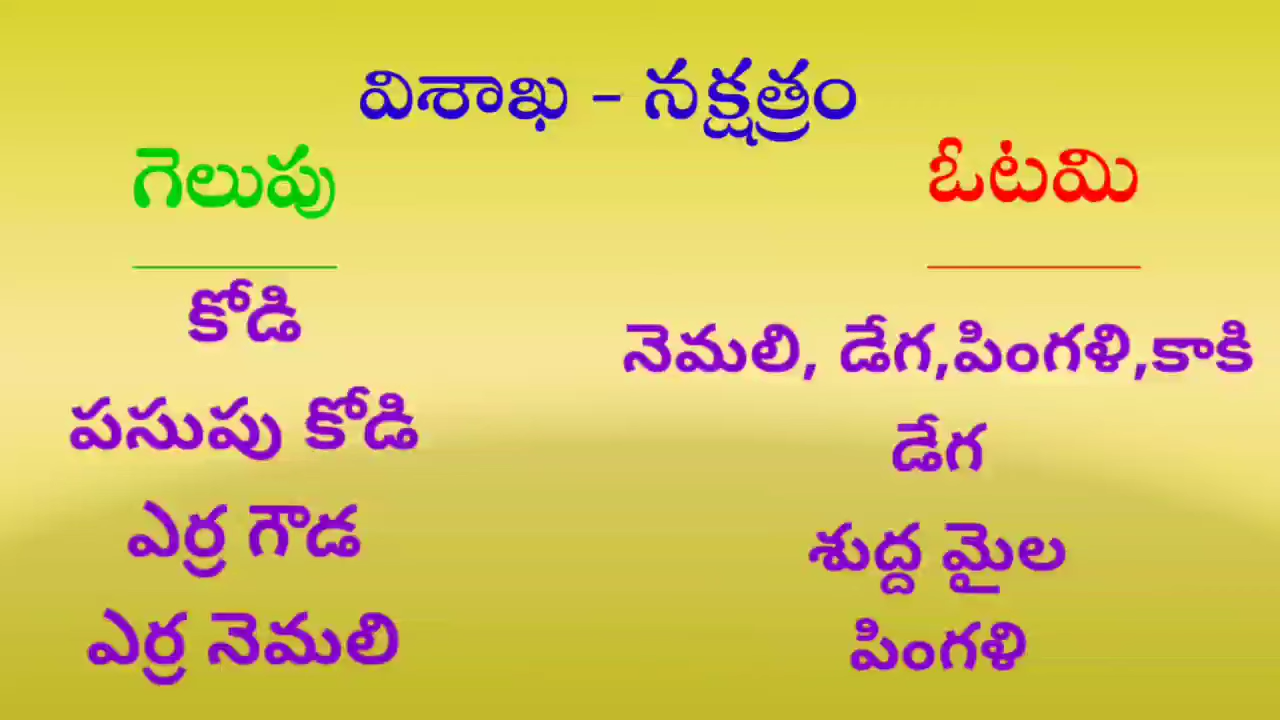 విశాఖ - నక్షత్రం
గెలుపు
ఓటమి
కోడి
నెమలి, డేగ,పింగళి,కాకి
పసుపు కోడి
డేగ
ఎర్ర గౌడ
శుద్ద మైల
ఎర్ర నెమలి
పింగళి